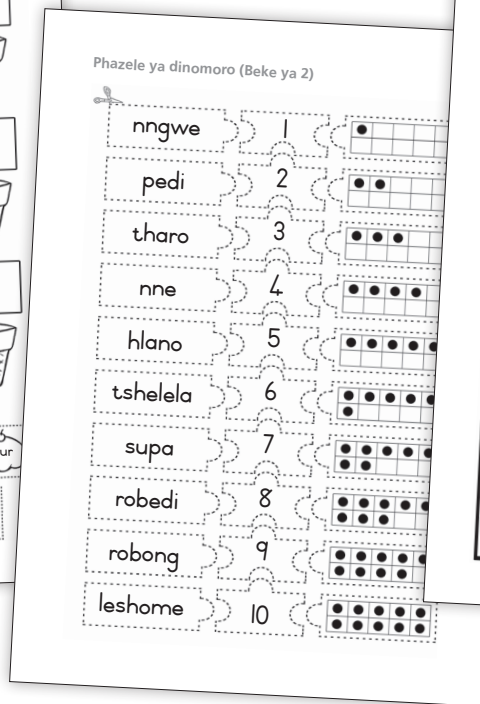 Phazele ya dinomoro (Beke ya 2)
nngwe 1
pedi 2
tharo 3
nne 4
hlano 5
tshelela 6
supa 7
robedi 8
robong 9
leshome 10